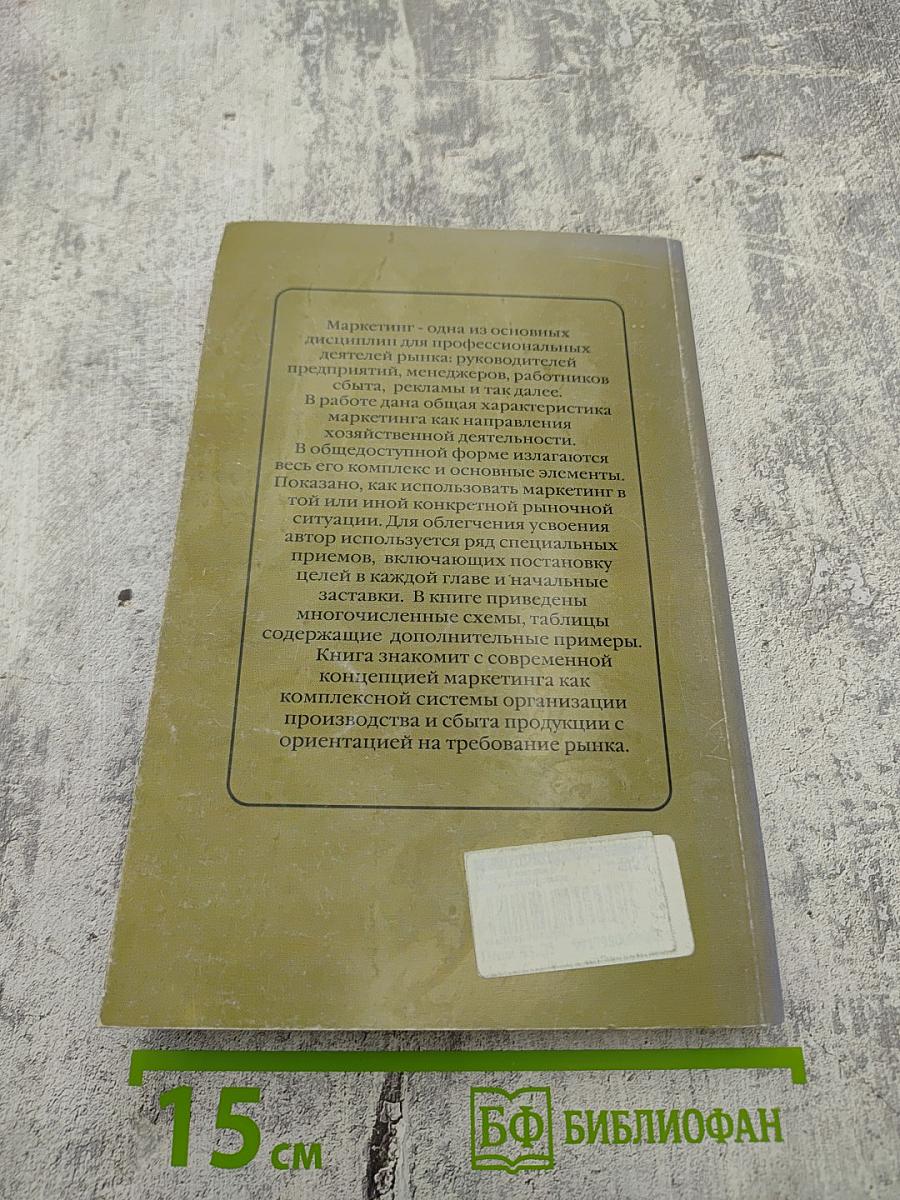 Маркетинг - одна из основных
дисциплин для профессиональных
деятелей рынка: руководителей
предприятий, менеджеров, работников
сбыта, рекламы и так далее.
В работе дана общая характеристика
маркетинга как направления
хозяйственной деятельности.
В общедоступной форме излагаются
весь его комплекс и основные элементы.
Показано, как использовать маркетинг в
той или иной конкретной рыночной
ситуации. Для облегчения усвоения
автор используется ряд специальных
приемов, включающих постановку
целей в каждой главе и начальные
заставки. В книге приведены
многочисленные схемы, таблицы
содержащие дополнительные примеры.
Книга знакомит с современной
концепцией маркетинга как
комплексной системы организации
производства и сбыта продукции с
ориентацией на требование рынка.
15 см
БФ БИБЛИОФАН